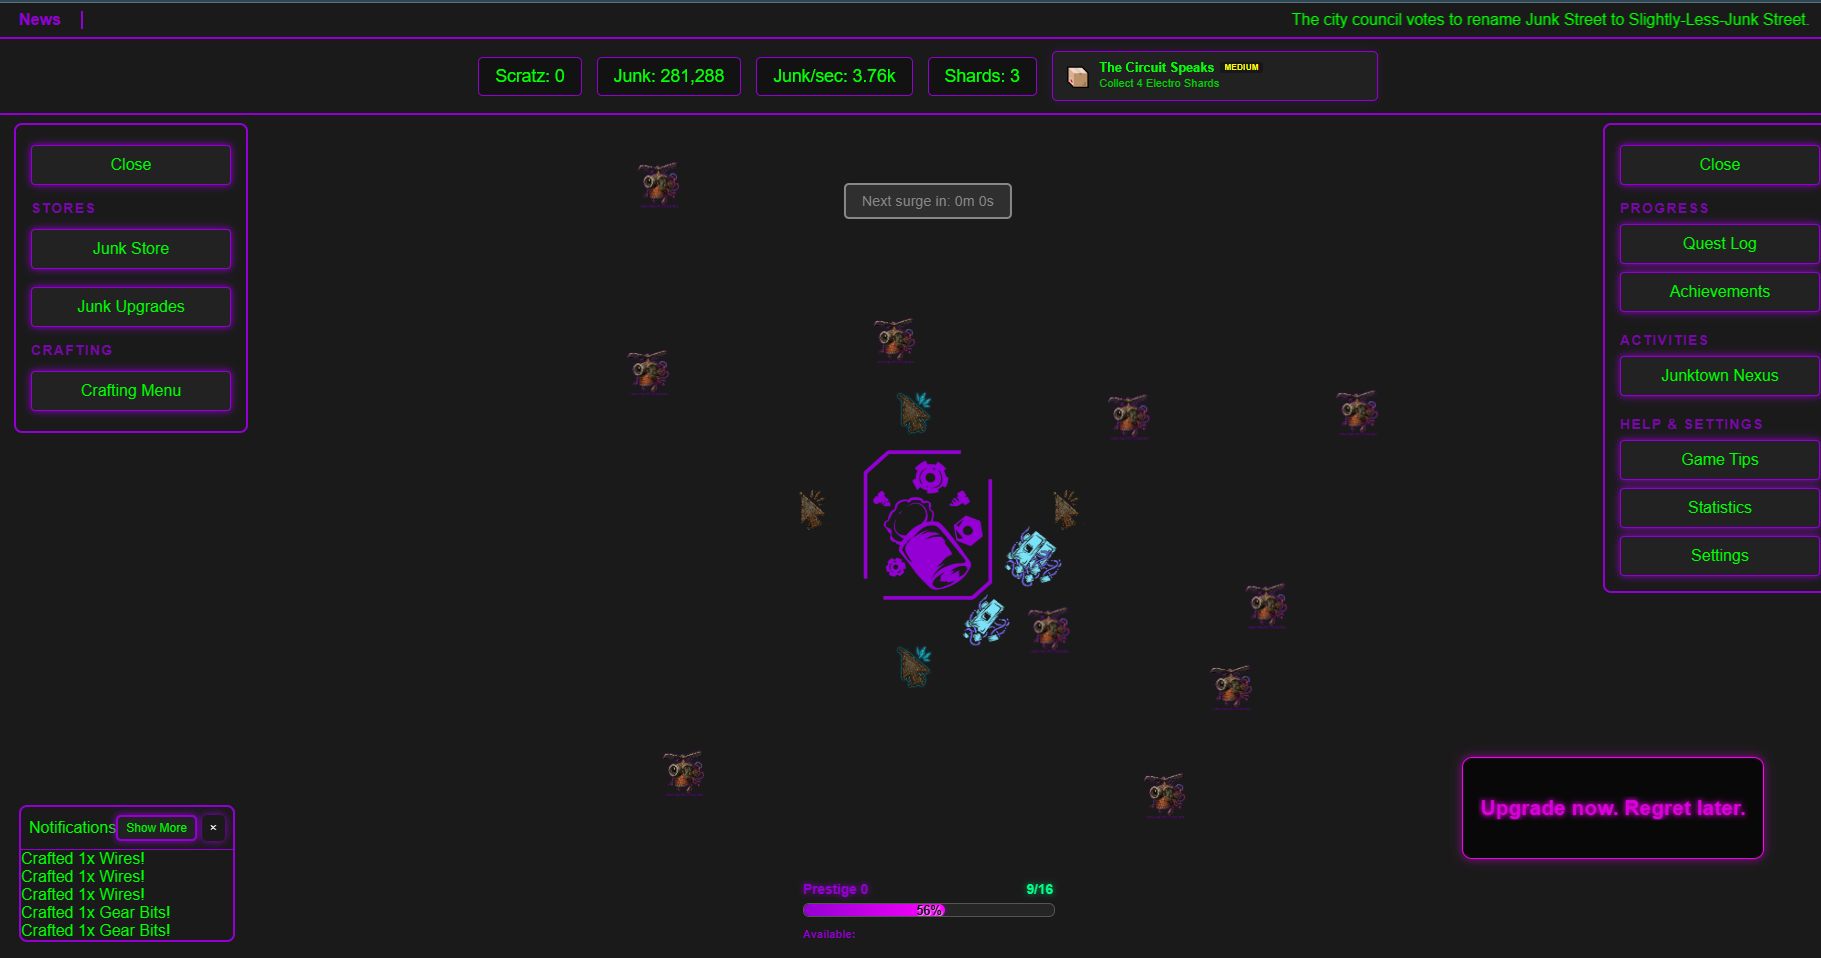 News |
The city council votes to rename Junk Street to Slightly-Less-Junk Street.
Scratz: 0
Junk: 281,288
Junk/sec: 3.76k
Shards: 3
The Circuit Speaks MEDIUM
Collect 4 Electro Shards
Close
STORES
Junk Store
Junk Upgrades
CRAFTING
Crafting Menu
Next surge in: 0m 0s
Close
PROGRESS
Quest Log
Achievements
ACTIVITIES
Junktown Nexus
HELP & SETTINGS
Game Tips
Statistics
Settings
Upgrade now. Regret later.
Notifications Show More ×
Crafted 1x Wires!
Crafted 1x Wires!
Crafted 1x Wires!
Crafted 1x Gear Bits!
Crafted 1x Gear Bits!
Prestige 0 9/16
56%
Available: